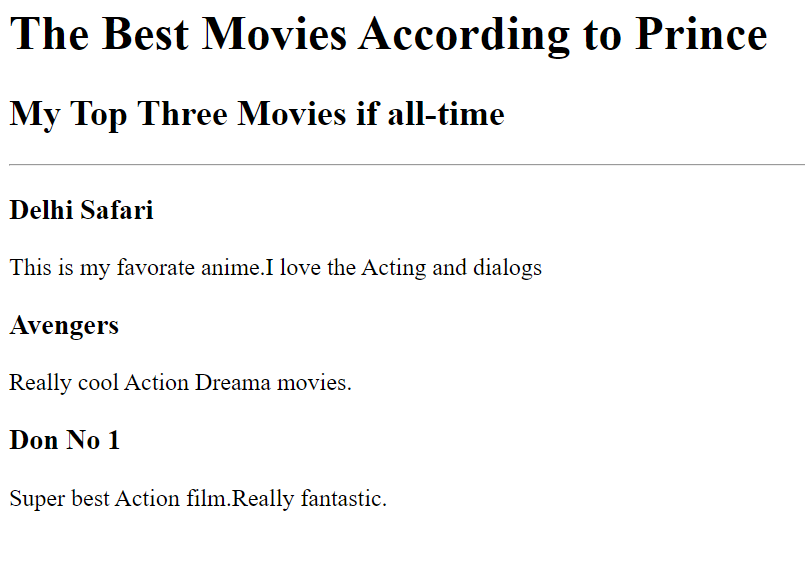 The Best Movies According to Prince
My Top Three Movies if all-time
Delhi Safari
This is my favorate anime.I love the Acting and dialogs
Avengers
Really cool Action Dreama movies.
Don No 1
Super best Action film.Really fantastic.